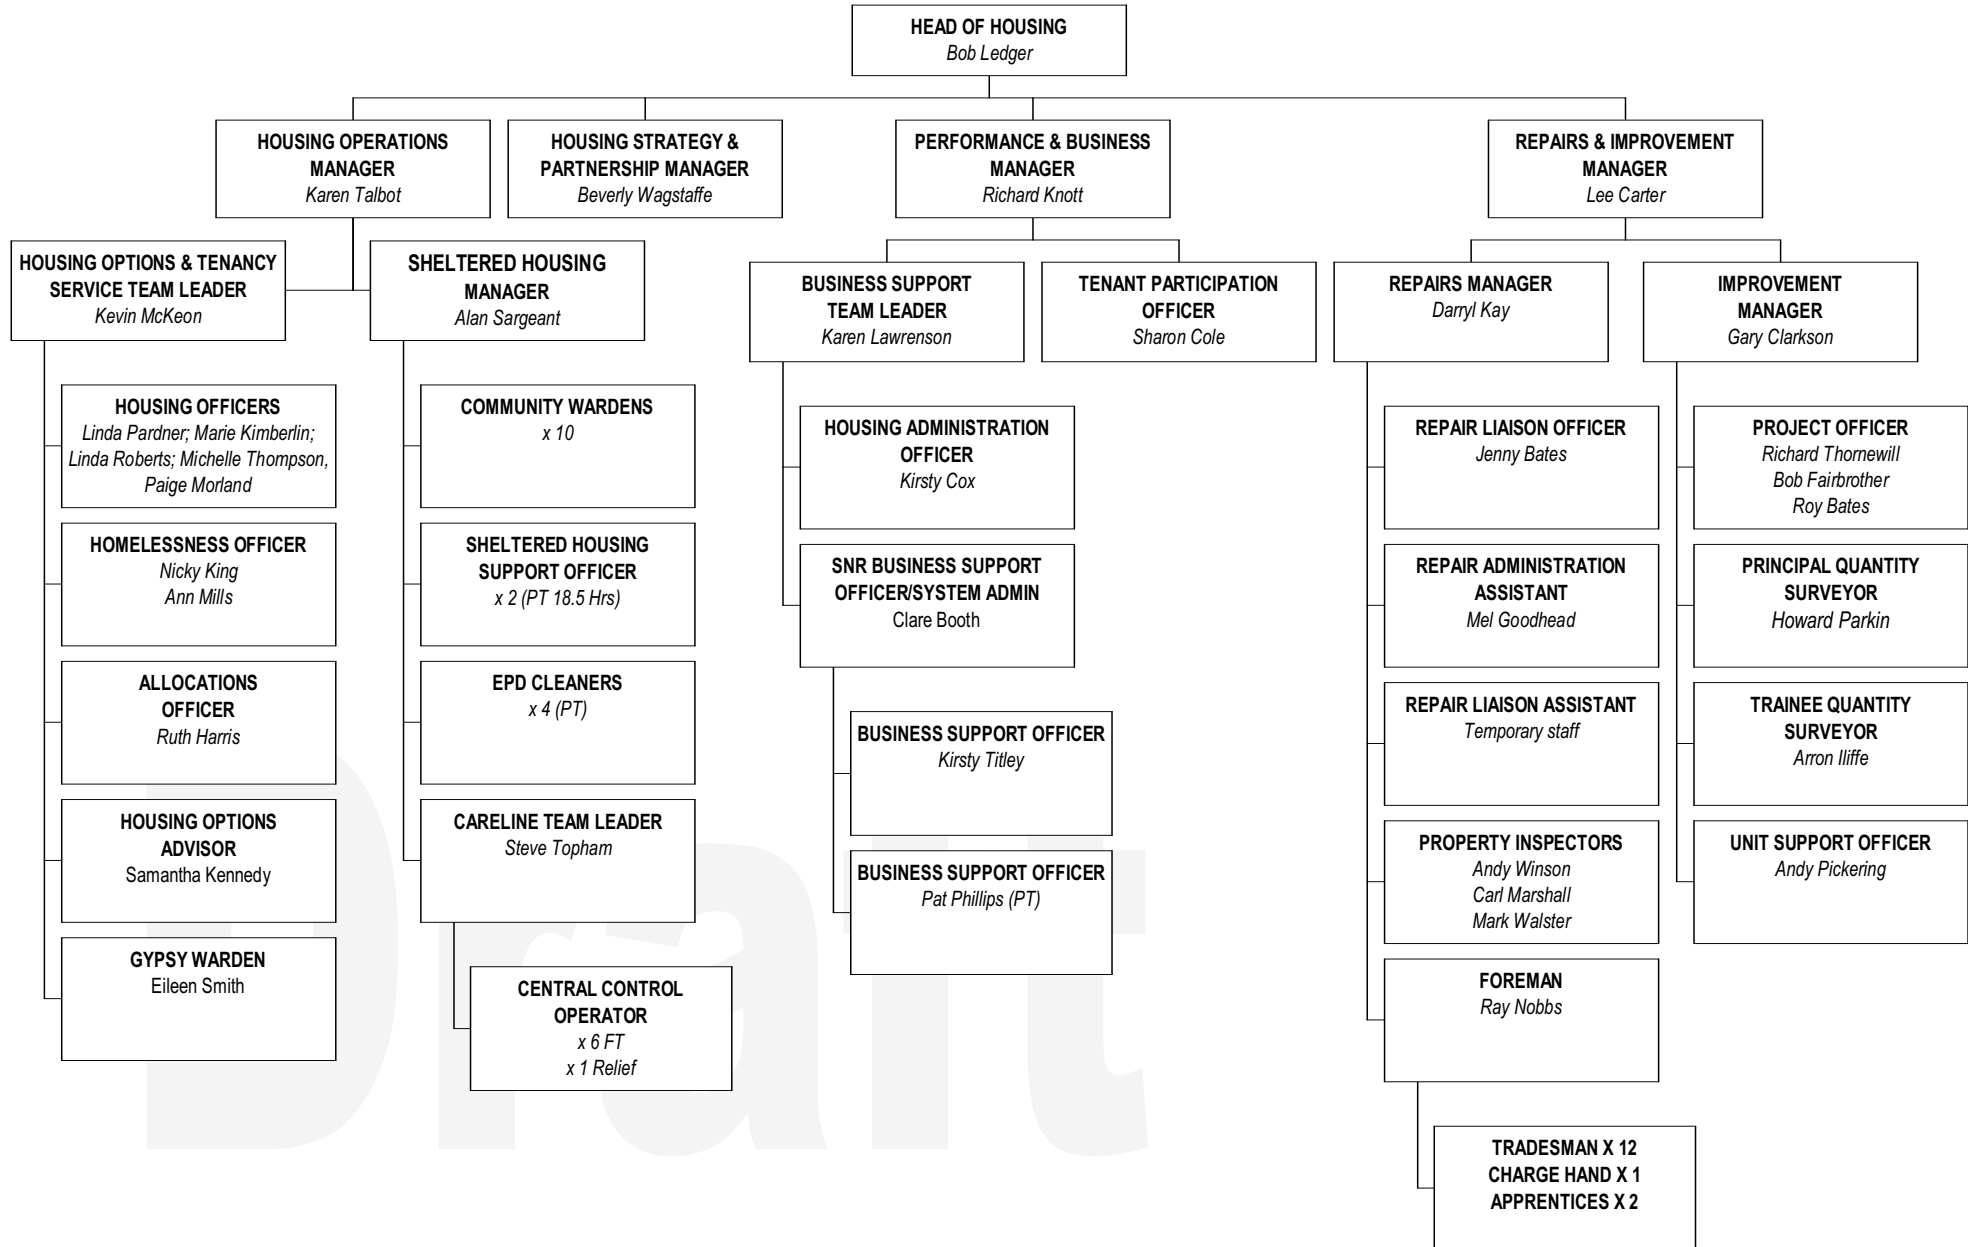 HEAD OF HOUSING
Bob Ledger
HOUSING OPERATIONS
MANAGER
Karen Talbot
HOUSING STRATEGY &
PARTNERSHIP MANAGER
Beverly Wagstaffe
PERFORMANCE & BUSINESS
MANAGER
Richard Knott
REPAIRS & IMPROVEMENT
MANAGER
Lee Carter
HOUSING OPTIONS & TENANCY
SERVICE TEAM LEADER
Kevin McKeon
SHELTERED HOUSING
MANAGER
Alan Sargeant
BUSINESS SUPPORT
TEAM LEADER
Karen Lawrenson
TENANT PARTICIPATION
OFFICER
Sharon Cole
REPAIRS MANAGER
Darryl Kay
IMPROVEMENT
MANAGER
Gary Clarkson
HOUSING OFFICERS
Linda Pardner; Marie Kimberlin;
Linda Roberts; Michelle Thompson,
Paige Morland
HOMELESSNESS OFFICER
Nicky King
Ann Mills
ALLOCATIONS
OFFICER
Ruth Harris
HOUSING OPTIONS
ADVISOR
Samantha Kennedy
GYPSY WARDEN
Eileen Smith
COMMUNITY WARDENS
x 10
SHELTERED HOUSING
SUPPORT OFFICER
x 2 (PT 18.5 Hrs)
EPD CLEANERS
x 4 (PT)
CARELINE TEAM LEADER
Steve Topham
CENTRAL CONTROL
OPERATOR
x 6 FT
x 1 Relief
HOUSING ADMINISTRATION
OFFICER
Kirsty Cox
SNR BUSINESS SUPPORT
OFFICER/SYSTEM ADMIN
Clare Booth
BUSINESS SUPPORT OFFICER
Kirsty Titley
BUSINESS SUPPORT OFFICER
Pat Phillips (PT)
REPAIR LIAISON OFFICER
Jenny Bates
REPAIR ADMINISTRATION
ASSISTANT
Mel Goodhead
REPAIR LIAISON ASSISTANT
Temporary staff
PROPERTY INSPECTORS
Andy Winson
Carl Marshall
Mark Walster
FOREMAN
Ray Nobbs
TRADESMAN X 12
CHARGE HAND X 1
APPRENTICES X 2
PROJECT OFFICER
Richard Thornewill
Bob Fairbrother
Roy Bates
PRINCIPAL QUANTITY
SURVEYOR
Howard Parkin
TRAINEE QUANTITY
SURVEYOR
Arron Iliffe
UNIT SUPPORT OFFICER
Andy Pickering
Draft